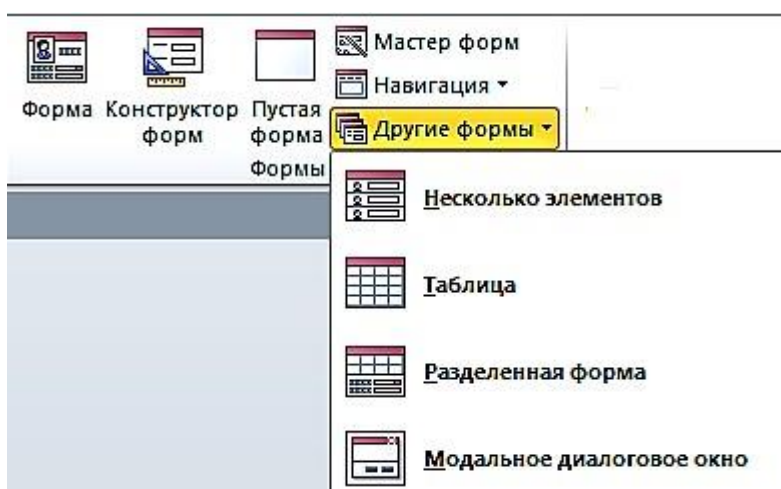 Форма
Конструктор
форм
Пустая
форма
Мастер форм
Навигация
Другие формы
Формы
Несколько элементов
Таблица
Разделенная форма
Модальное диалоговое окно